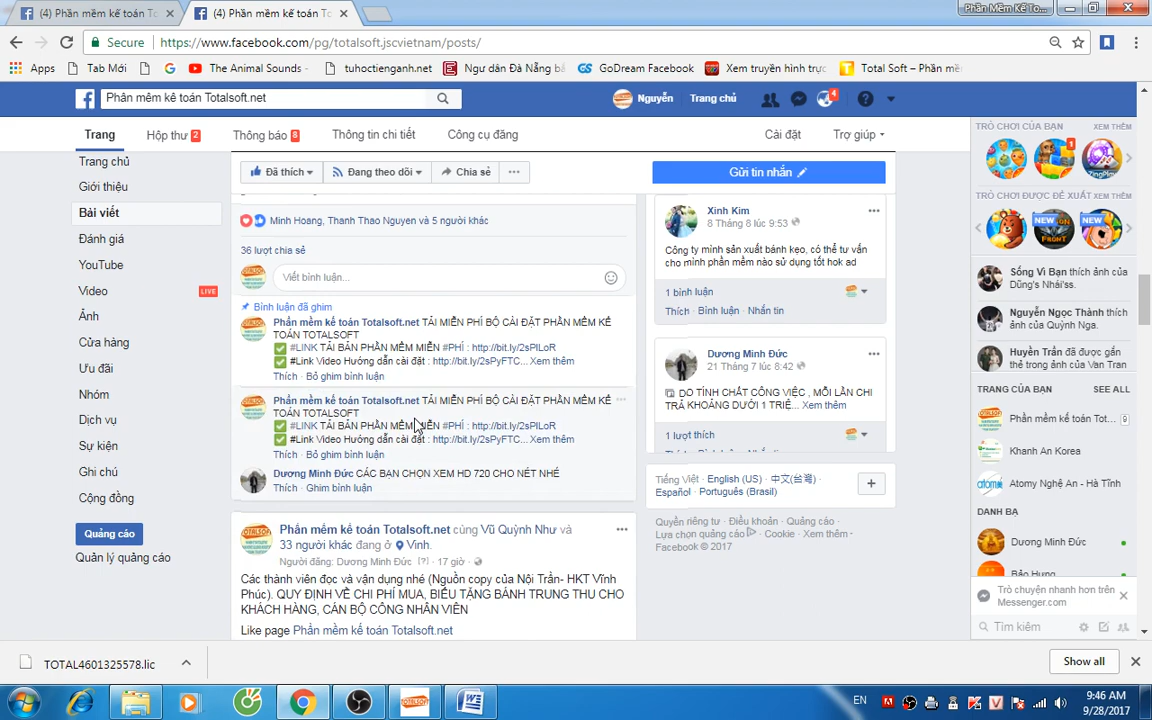 (4) Phần mềm kế toán To
(4) Phần mềm kế toán To
Phần Mềm Kế To...
Secure
https://www.facebook.com/pg/totalsoft.jscvietnam/posts/
Apps
Tab Mới
The Animal Sounds -
tuhoctienganh.net
Ngư dân Đà Nẵng bắ
GoDream Facebook
Xem truyền hình trực
Total Soft – Phần mề
Phần mềm kế toán Totalsoft.net
Nguyễn
Trang chủ
4
Trang
Hộp thư 2
Thông báo 8
Thông tin chi tiết
Công cụ đăng
Cài đặt
Trợ giúp
Trang chủ
Giới thiệu
Bài viết
Đánh giá
YouTube
Video
LIVE
Ảnh
Cửa hàng
Ưu đãi
Nhóm
Dịch vụ
Sự kiện
Ghi chú
Cộng đồng
Quảng cáo
Quản lý quảng cáo
Đã thích
Đang theo dõi
Chia sẻ
Gửi tin nhắn
Minh Hoang, Thanh Thao Nguyen và 5 người khác
36 lượt chia sẻ
Viết bình luận...
Bình luận đã ghim
Phần mềm kế toán Totalsoft.net TẢI MIỄN PHÍ BỘ CÀI ĐẶT PHẦN MỀM KẾ
TOÁN TOTALSOFT
#LINK TẢI BẢN PHẦN MỀM MIỄN #PHÍ : http://bit.ly/2sPlLoR
#Link Video Hướng dẫn cài đặt : http://bit.ly/2sPyFTC... Xem thêm
Thích · Bỏ ghim bình luận
Phần mềm kế toán Totalsoft.net TẢI MIỄN PHÍ BỘ CÀI ĐẶT PHẦN MỀM KẾ
TOÁN TOTALSOFT
#LINK TẢI BẢN PHẦN MỀM MIỄN #PHÍ : http://bit.ly/2sPlLoR
#Link Video Hướng dẫn cài đặt : http://bit.ly/2sPyFTC... Xem thêm
Thích · Bỏ ghim bình luận
Dương Minh Đức CÁC BẠN CHỌN XEM HD 720 CHO NÉT NHÉ
Thích · Ghim bình luận
Phần mềm kế toán Totalsoft.net cùng Vũ Quỳnh Như và
33 người khác đang ở Vinh.
Người đăng: Dương Minh Đức [?] · 17 giờ ·
Các thành viên đọc và vận dụng nhé (Nguồn copy của Nội Trần- HKT Vĩnh
Phúc). QUY ĐỊNH VỀ CHI PHÍ MUA, BIẾU TẶNG BÁNH TRUNG THU CHO
KHÁCH HÀNG, CÁN BỘ CÔNG NHÂN VIÊN
Like page Phần mềm kế toán Totalsoft.net
Xinh Kim
8 Tháng 8 lúc 9:53
Công ty mình sản xuất bánh kẹo, có thể tư vấn
cho mình phần mềm nào sử dụng tốt hok ad
1 bình luận
Thích · Bình luận · Nhắn tin
Dương Minh Đức
21 Tháng 7 lúc 8:42
DO TÍNH CHẤT CÔNG VIỆC , MỖI LẦN CHI
TRẢ KHOẢNG DƯỚI 1 TRIỆ... Xem thêm
1 lượt thích
Thích · Bình luận · Nhắn tin
Tiếng Việt · English (US) · 中文(台灣) ·
Español · Português (Brasil)
Quyền riêng tư · Điều khoản · Quảng cáo ·
Lựa chọn quảng cáo · Cookie · Xem thêm
Facebook © 2017
TRÒ CHƠI CỦA BẠN
XEM THÊM
1
ZingPlay
TRÒ CHƠI ĐƯỢC ĐỀ XUẤT
XEM THÊM
NEW
NEW
Sống Vì Bạn thích ảnh của
Dũng's Nhái'ss.
Nguyễn Ngọc Thành thích
ảnh của Quỳnh Nga.
Huyền Trần đã được gắn
thẻ trong ảnh của Van Tran
TRANG CỦA BẠN
SEE ALL
Phần mềm kế toán Tot...
9
Khanh An Korea
Atomy Nghệ An - Hà Tĩnh
DANH BẠ
Dương Minh Đức
Bảo Hưng
Trò chuyện nhanh hơn trên
Messenger.com
Tìm kiếm
TOTAL4601325578.lic
Show all
EN
9:46 AM
9/28/2017